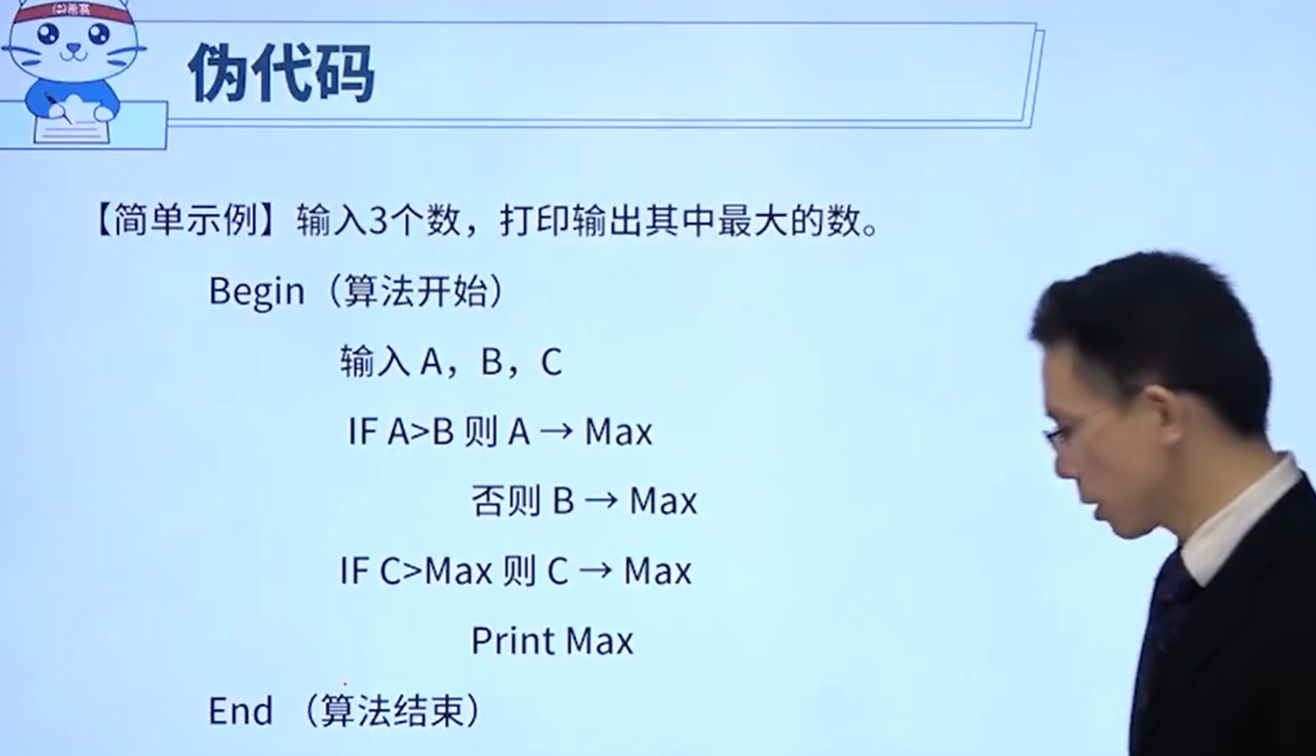 伪代码
【简单示例】输入3个数，打印输出其中最大的数。
Begin（算法开始）
输入 A，B，C
IF A>B 则 A → Max
否则 B → Max
IF C>Max 则 C → Max
Print Max
End （算法结束）